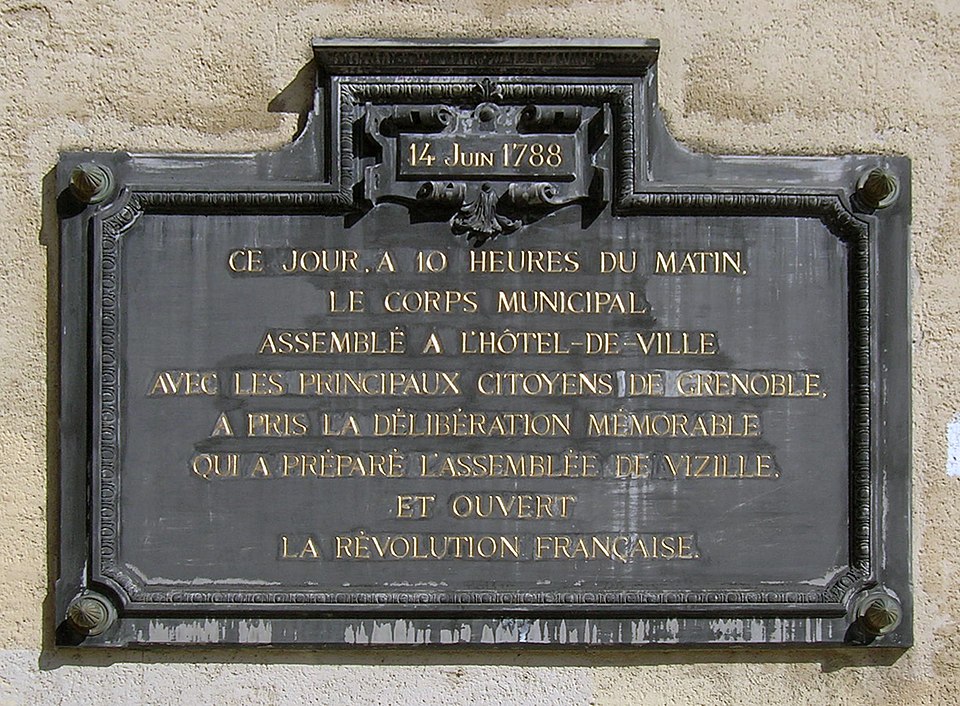 14 JUIN 1788
CE JOUR, A 10 HEURES DU MATIN,
LE CORPS MUNICIPAL
ASSEMBLÉ A L'HÔTEL-DE-VILLE
AVEC LES PRINCIPAUX CITOYENS DE GRENOBLE,
A PRIS LA DÉLIBÉRATION MÉMORABLE
QUI A PRÉPARÉ L'ASSEMBLÉE DE VIZILLE,
ET OUVERT
LA RÉVOLUTION FRANÇAISE.